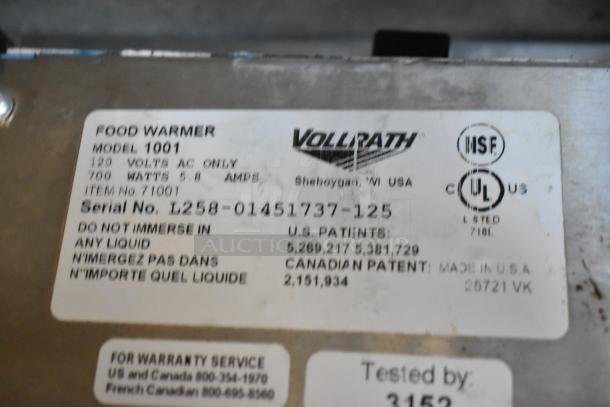 FOOD WARMER
MODEL 1001
120 VOLTS AC ONLY
700 WATTS 5.8 AMPS
ITEM No. 71001
VOLLRATH
Sheboygan, WI USA
NSF
C UL US
LISTED
718L
Serial No. L258-01451737-125
DO NOT IMMERSE IN
ANY LIQUID
N'IMERGEZ PAS DANS
N"IMPORTE QUEL LIQUIDE
U.S. PATENTS:
5,289,217 5,381,729
CANADIAN PATENT:
2,151,934
MADE IN U.S.A.
25721 VK
FOR WARRANTY SERVICE
US and Canada 800-354-1970
French Canadian 800-695-8560
Tested by:
3152